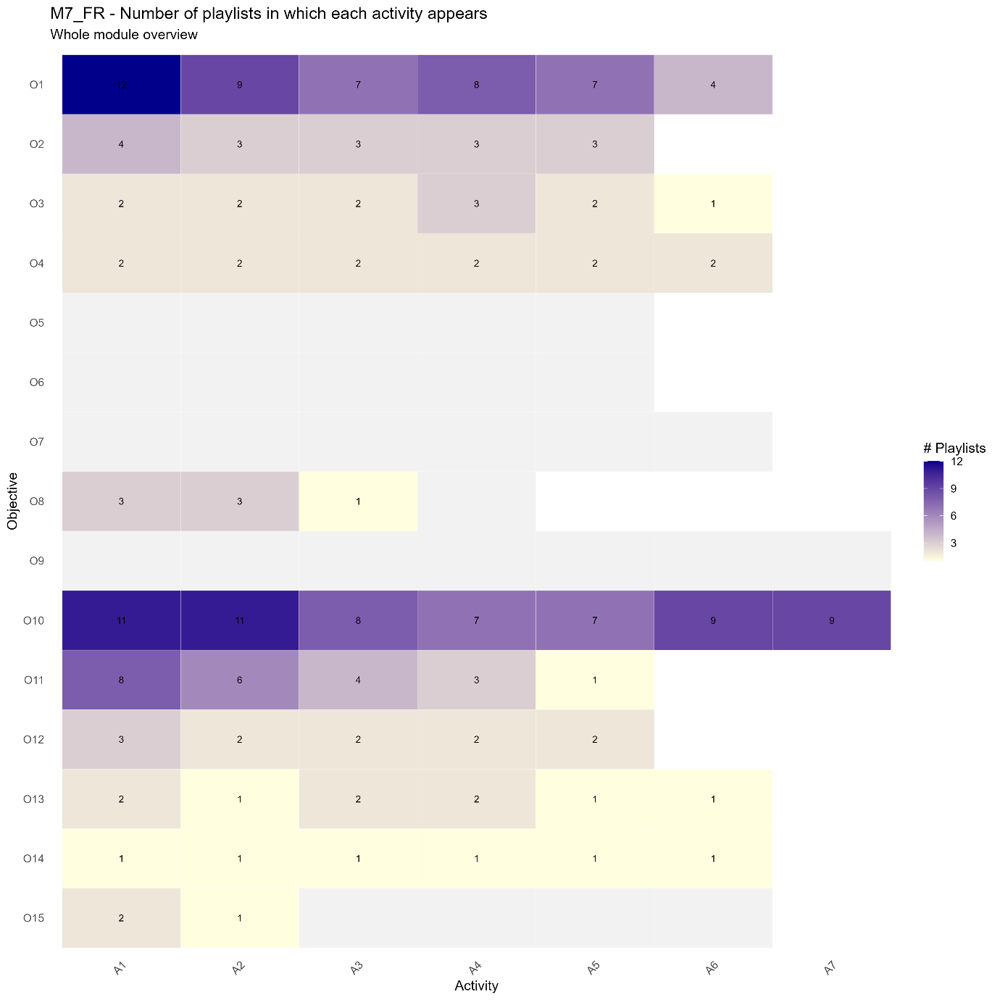 M7_FR - Number of playlists in which each activity appears
Whole module overview
O1 12 9 7 8 7 4
O2 4 3 3 3 3
O3 2 2 2 3 2 1
O4 2 2 2 2 2 2
O5
O6
O7
O8 3 3 1
O9
O10 11 11 8 7 7 9 9
O11 8 6 4 3 1
O12 3 2 2 2 2
O13 2 1 2 2 1 1
O14 1 1 1 1 1 1
O15 2 1
A1 A2 A3 A4 A5 A6 A7
Activity
Objective
# Playlists
12
9
6
3